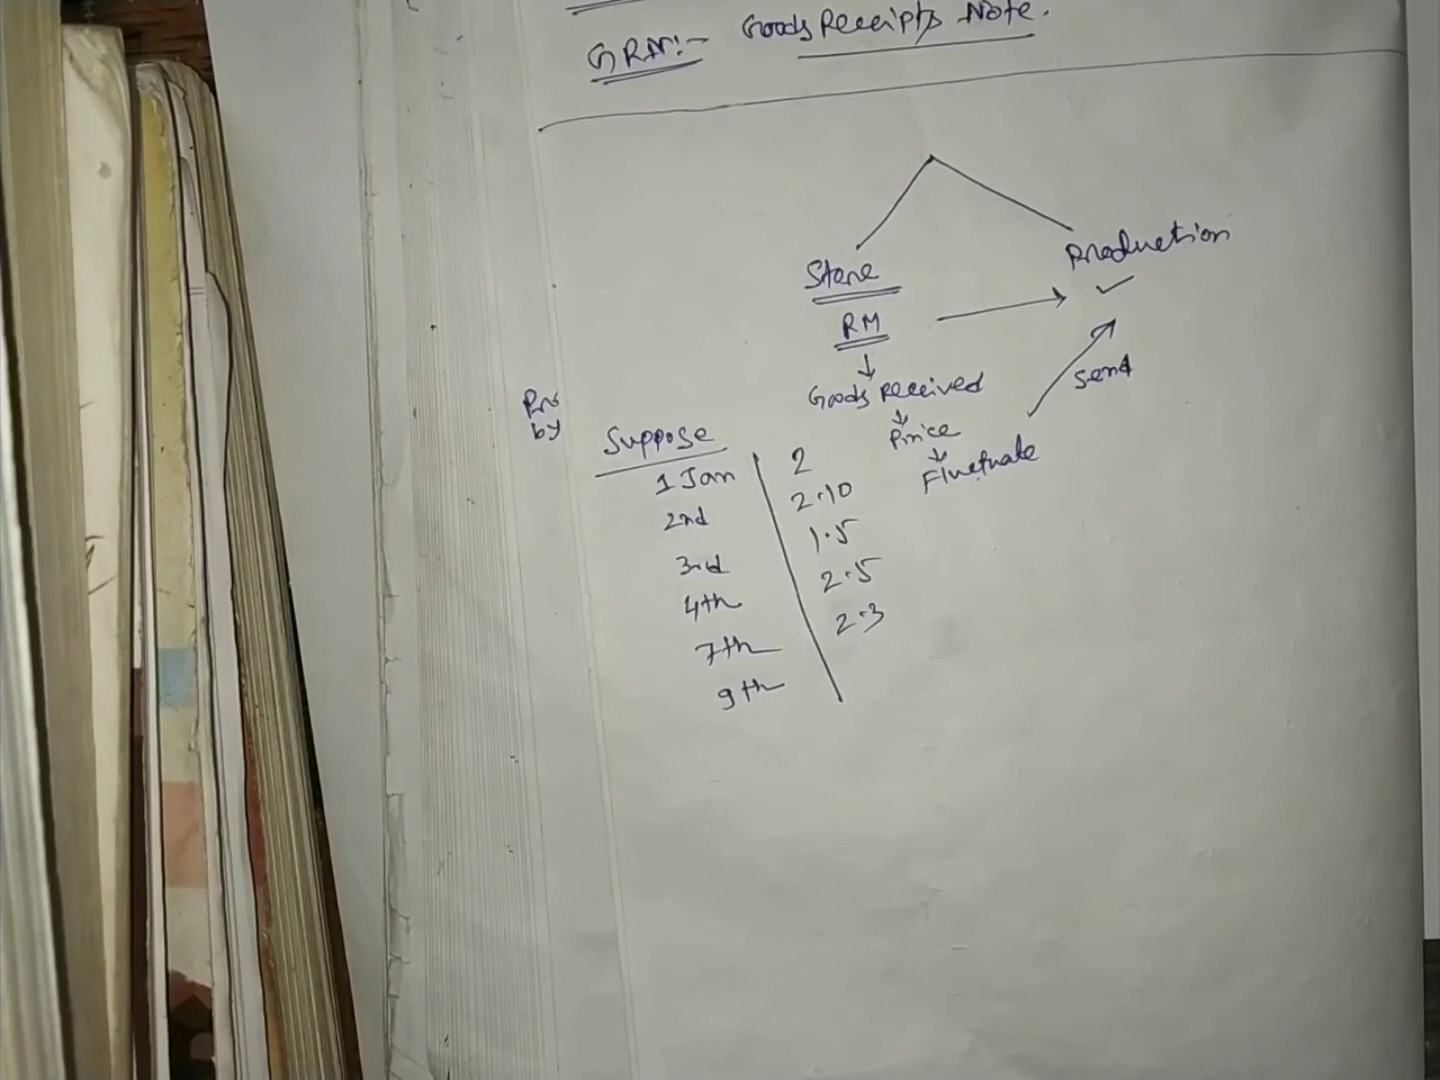 GRN:- Goods Receipts Note.
Store
Production
RM
Goods Received
Price
Fluctuate
Send
by
Suppose
1 Jan 2
2nd 2.10
3rd 1.5
4th 2.5
7th 2.3
9th